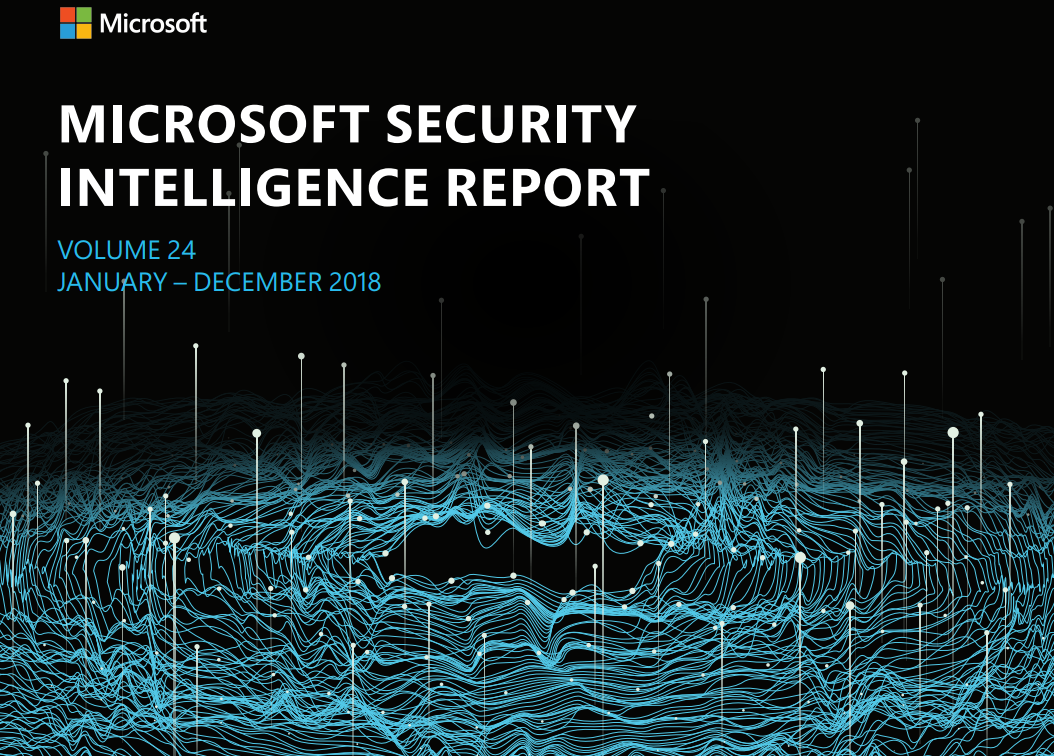 Microsoft
MICROSOFT SECURITY
INTELLIGENCE REPORT
VOLUME 24
JANUARY – DECEMBER 2018